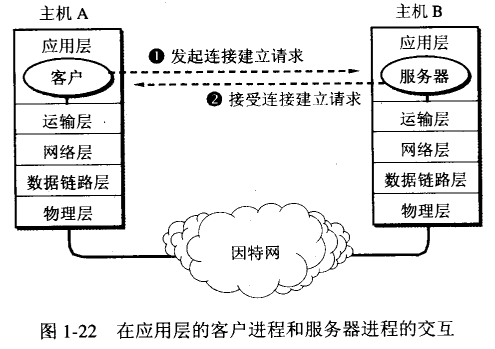 主机 A
主机 B
应用层
应用层
❶ 发起连接建立请求
客户
服务器
❷ 接受连接建立请求
运输层
运输层
网络层
网络层
数据链路层
数据链路层
物理层
物理层
因特网
图 1-22 在应用层的客户进程和服务器进程的交互